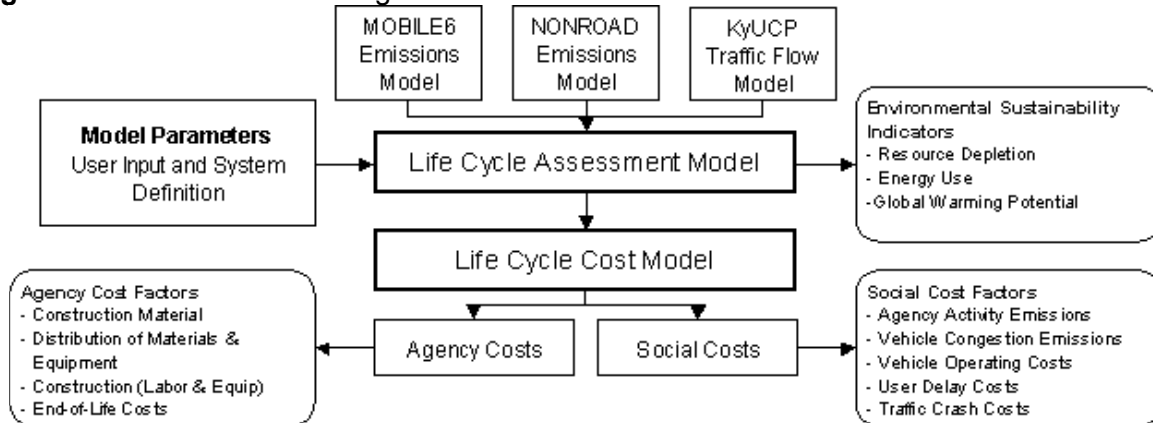 MOBILE6
Emissions
Model
NONROAD
Emissions
Model
KyUCP
Traffic Flow
Model
Model Parameters
User Input and System
Definition
Life Cycle Assessment Model
Environmental Sustainability
Indicators
- Resource Depletion
- Energy Use
-Global Warming Potential
Life Cycle Cost Model
Agency Cost Factors
- Construction Material
- Distribution of Materials &
Equipment
- Construction (Labor & Equip)
- End-of-Life Costs
Agency Costs
Social Costs
Social Cost Factors
- Agency Activity Emissions
- Vehicle Congestion Emissions
- Vehicle Operating Costs
- User Delay Costs
- Traffic Crash Costs